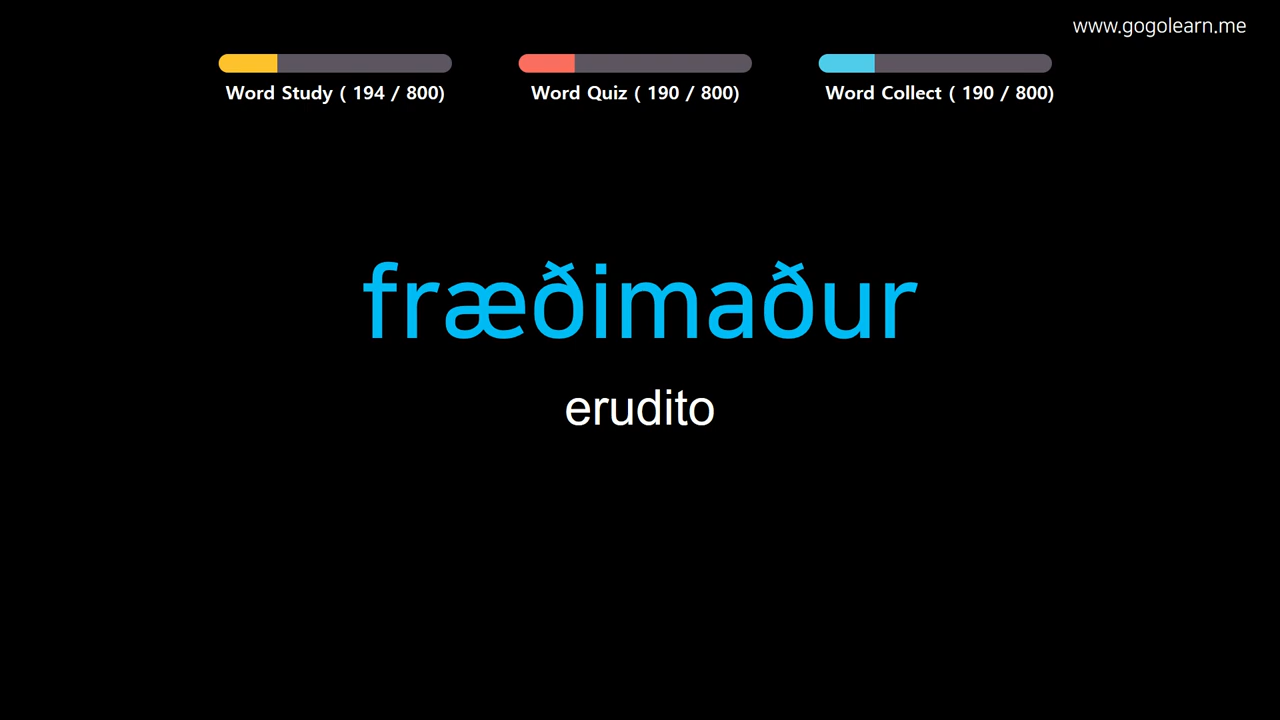 www.gogolearn.me
Word Study ( 194 / 800)
Word Quiz ( 190 / 800)
Word Collect ( 190 / 800)
fræðimaður
erudito